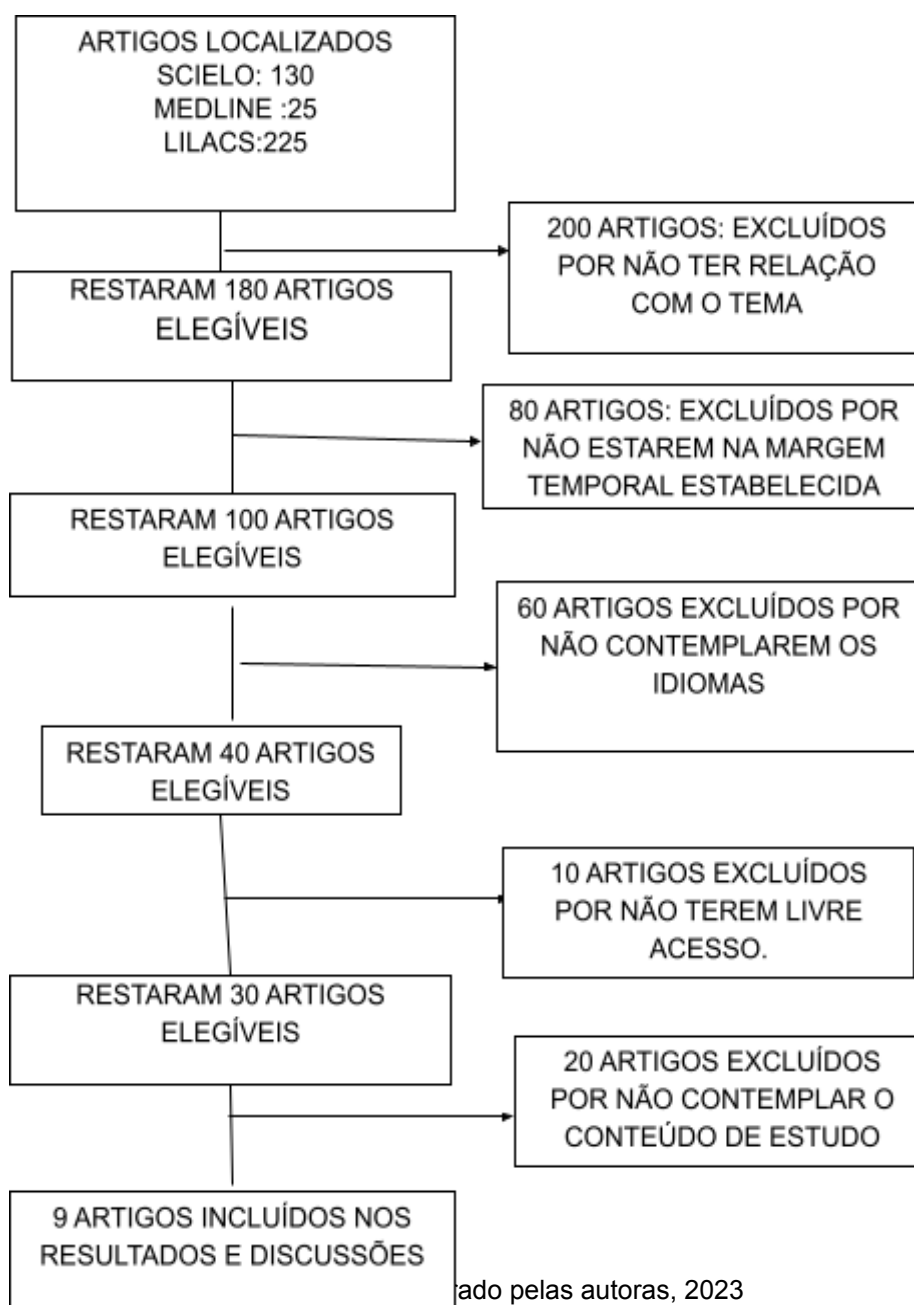 ARTIGOS LOCALIZADOS
SCIELO: 130
MEDLINE :25
LILACS:225
200 ARTIGOS: EXCLUÍDOS
POR NÃO TER RELAÇÃO
COM O TEMA
RESTARAM 180 ARTIGOS
ELEGÍVEIS
80 ARTIGOS: EXCLUÍDOS POR
NÃO ESTAREM NA MARGEM
TEMPORAL ESTABELECIDA
RESTARAM 100 ARTIGOS
ELEGÍVEIS
60 ARTIGOS EXCLUÍDOS POR
NÃO CONTEMPLAREM OS
IDIOMAS
RESTARAM 40 ARTIGOS
ELEGÍVEIS
10 ARTIGOS EXCLUÍDOS
POR NÃO TEREM LIVRE
ACESSO.
RESTARAM 30 ARTIGOS
ELEGÍVEIS
20 ARTIGOS EXCLUÍDOS
POR NÃO CONTEMPLAR O
CONTEÚDO DE ESTUDO
9 ARTIGOS INCLUÍDOS NOS
RESULTADOS E DISCUSSÕES
rado pelas autoras, 2023